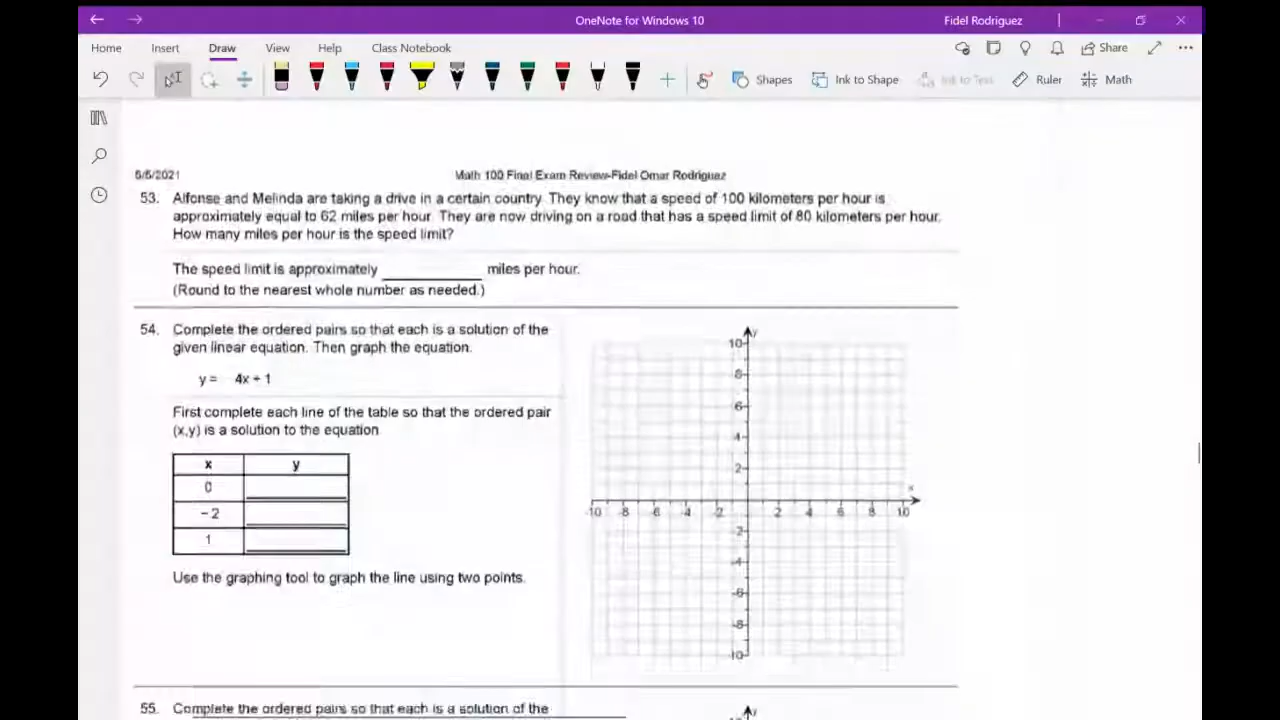 OneNote for Windows 10
Fidel Rodriguez
Home Insert Draw View Help Class Notebook Share
Shapes Ink to Shape Ink to Text Ruler Math
6/6/2021 Math 100 Final Exam Review-Fidel Omar Rodriguez
53. Alfonse and Melinda are taking a drive in a certain country. They know that a speed of 100 kilometers per hour is
approximately equal to 62 miles per hour. They are now driving on a road that has a speed limit of 80 kilometers per hour.
How many miles per hour is the speed limit?
The speed limit is approximately miles per hour.
(Round to the nearest whole number as needed.)
54. Complete the ordered pairs so that each is a solution of the
given linear equation. Then graph the equation.
y = 4x + 1
First complete each line of the table so that the ordered pair
(x,y) is a solution to the equation
x y
0
-2
1
Use the graphing tool to graph the line using two points.
y
10
8
6
4
2
x
-10 -8 -6 -4 -2 2 4 6 8 10
-2
-4
-6
-8
-10
55. Complete the ordered pairs so that each is a solution of the
y